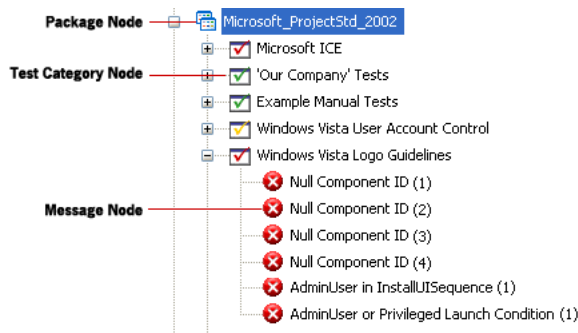 Package Node Microsoft_ProjectStd_2002
Microsoft ICE
Test Category Node 'Our Company' Tests
Example Manual Tests
Windows Vista User Account Control
Windows Vista Logo Guidelines
Null Component ID (1)
Message Node Null Component ID (2)
Null Component ID (3)
Null Component ID (4)
AdminUser in InstallUISequence (1)
AdminUser or Privileged Launch Condition (1)